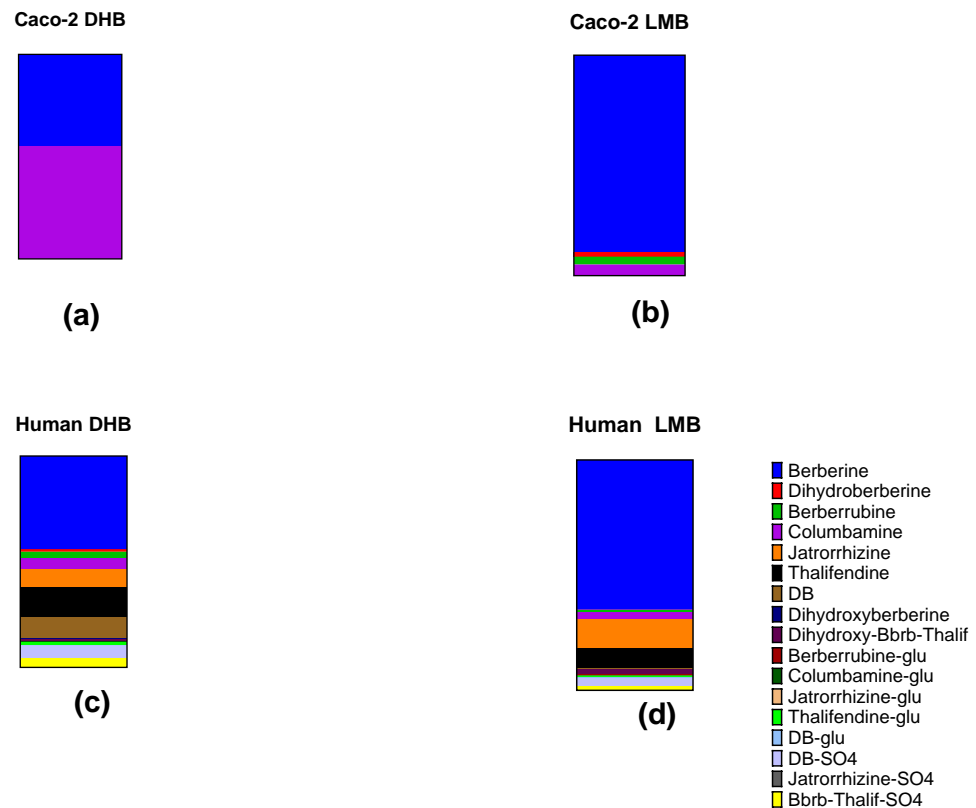 Caco-2 DHB
Caco-2 LMB
(a)
(b)
Human DHB
Human LMB
(c)
(d)
Berberine
Dihydroberberine
Berberrubine
Columbamine
Jatrorrhizine
Thalifendine
DB
Dihydroxyberberine
Dihydroxy-Bbrb-Thalif
Berberrubine-glu
Columbamine-glu
Jatrorrhizine-glu
Thalifendine-glu
DB-glu
DB-SO4
Jatrorrhizine-SO4
Bbrb-Thalif-SO4